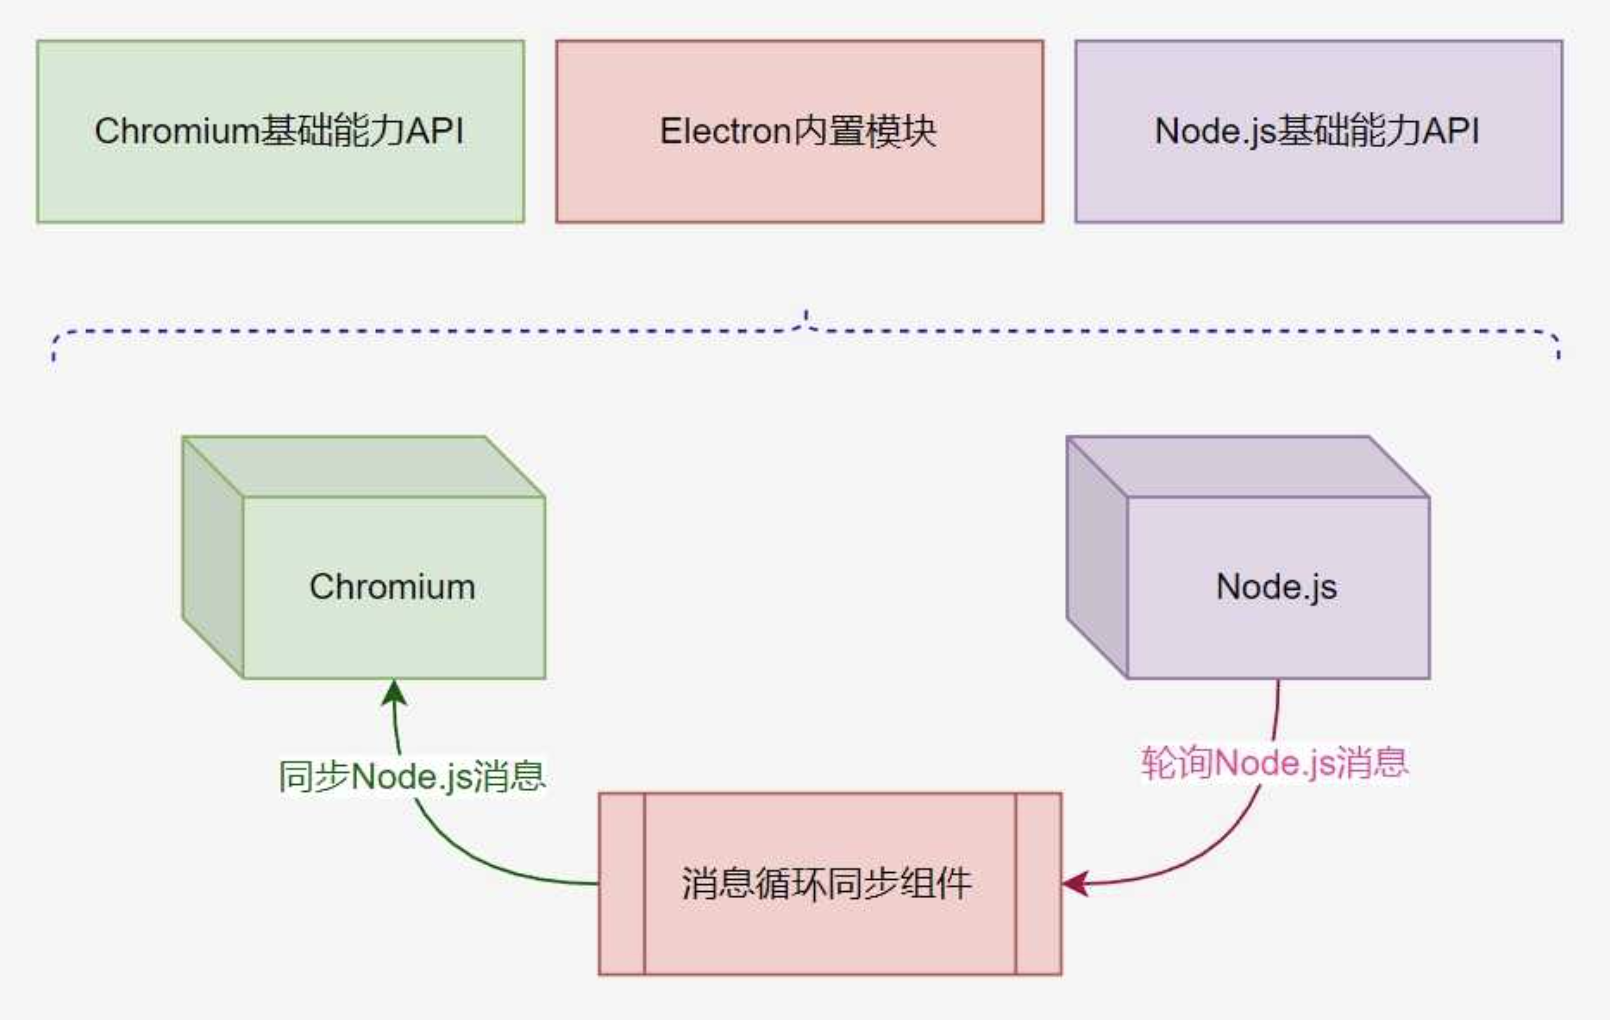 Chromium基础能力API
Electron内置模块
Node.js基础能力API
Chromium
Node.js
同步Node.js消息
轮询Node.js消息
消息循环同步组件